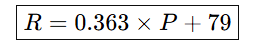 R = 0.363 × P + 79